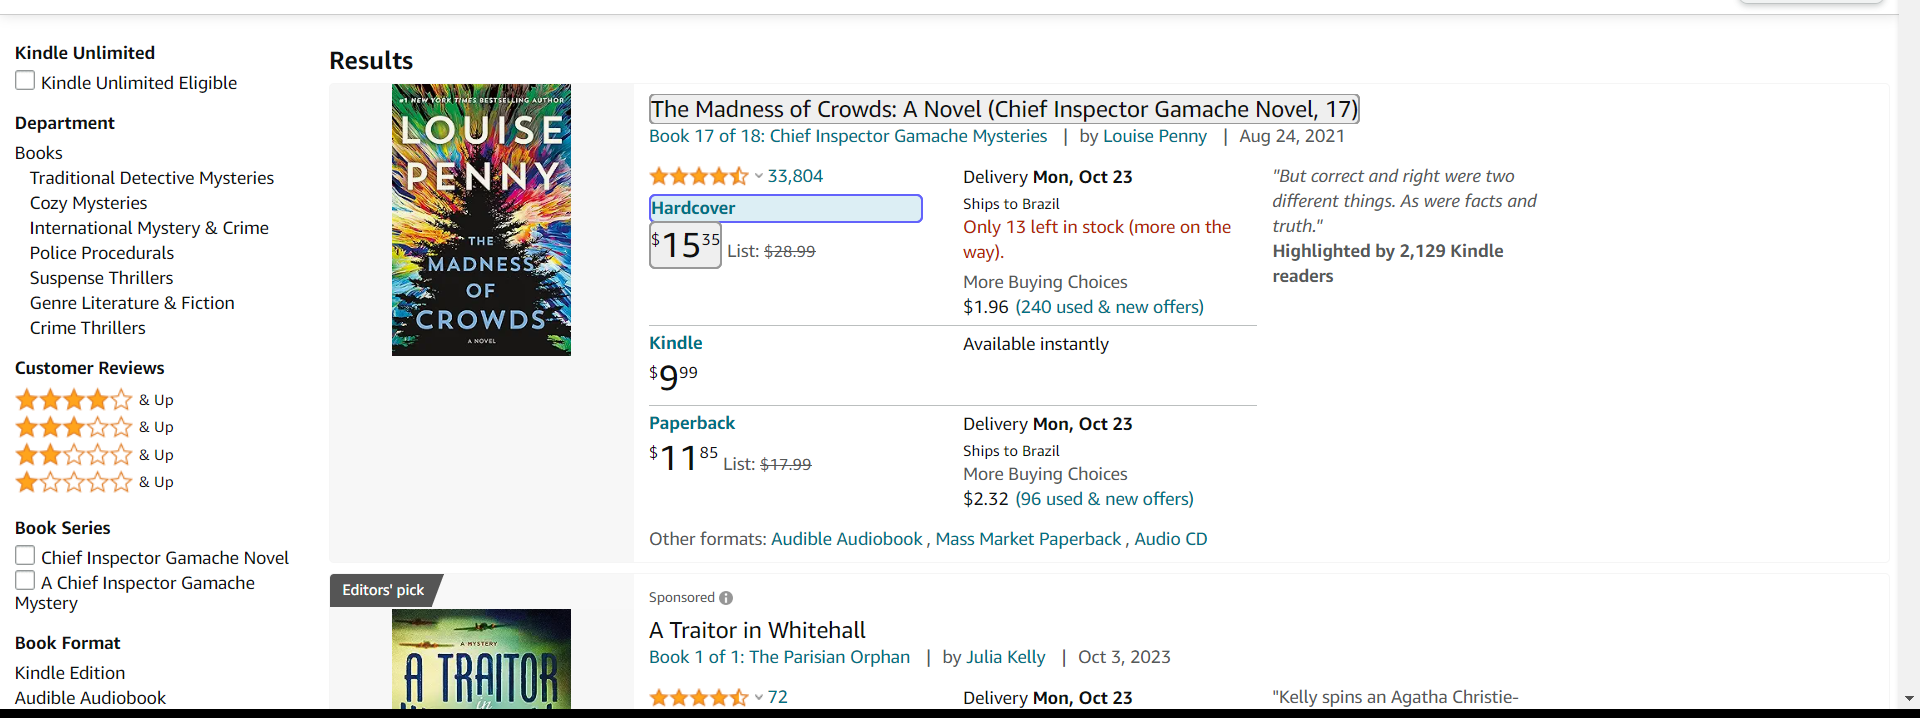 Kindle Unlimited
Kindle Unlimited Eligible
Department
Books
Traditional Detective Mysteries
Cozy Mysteries
International Mystery & Crime
Police Procedurals
Suspense Thrillers
Genre Literature & Fiction
Crime Thrillers
Customer Reviews
& Up
& Up
& Up
& Up
Book Series
Chief Inspector Gamache Novel
A Chief Inspector Gamache
Mystery
Book Format
Kindle Edition
Audible Audiobook
Results
#1 NEW YORK TIMES BESTSELLING AUTHOR
LOUISE
PENNY
THE
MADNESS
OF
CROWDS
A NOVEL
The Madness of Crowds: A Novel (Chief Inspector Gamache Novel, 17)
Book 17 of 18: Chief Inspector Gamache Mysteries | by Louise Penny | Aug 24, 2021
33,804
Hardcover
$15 35 List: $28.99
Delivery Mon, Oct 23
Ships to Brazil
Only 13 left in stock (more on the
way).
More Buying Choices
$1.96 (240 used & new offers)
"But correct and right were two
different things. As were facts and
truth."
Highlighted by 2,129 Kindle
readers
Kindle
$9 99
Available instantly
Paperback
$11 85 List: $17.99
Delivery Mon, Oct 23
Ships to Brazil
More Buying Choices
$2.32 (96 used & new offers)
Other formats: Audible Audiobook , Mass Market Paperback , Audio CD
Editors' pick
A MYSTERY
A TRAITOR
in
Sponsored
A Traitor in Whitehall
Book 1 of 1: The Parisian Orphan | by Julia Kelly | Oct 3, 2023
72
Delivery Mon, Oct 23
"Kelly spins an Agatha Christie-